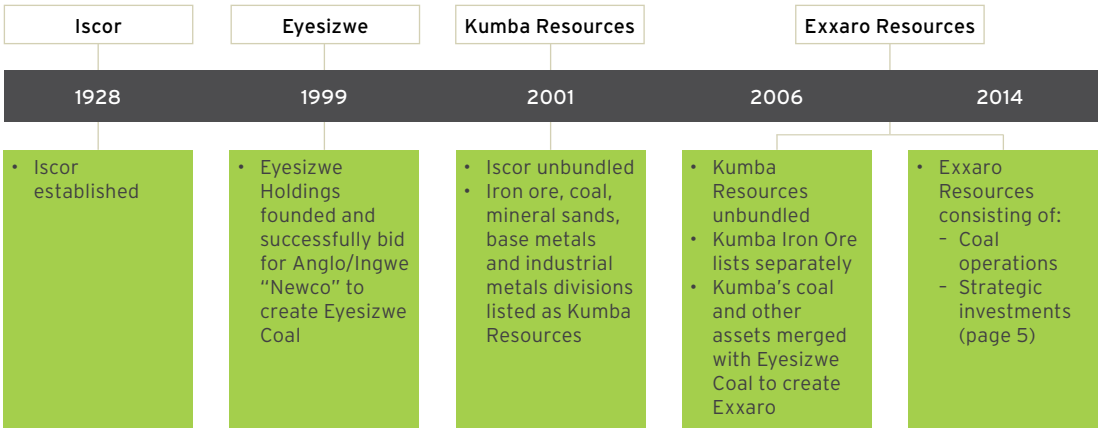 Iscor
Eyesizwe
Kumba Resources
Exxaro Resources
1928
1999
2001
2006
2014
• Iscor
established
• Eyesizwe
Holdings
founded and
successfully bid
for Anglo/Ingwe
“Newco” to
create Eyesizwe
Coal
• Iscor unbundled
• Iron ore, coal,
mineral sands,
base metals
and industrial
metals divisions
listed as Kumba
Resources
• Kumba
Resources
unbundled
• Kumba Iron Ore
lists separately
• Kumba’s coal
and other
assets merged
with Eyesizwe
Coal to create
Exxaro
• Exxaro
Resources
consisting of:
– Coal
operations
– Strategic
investments
(page 5)